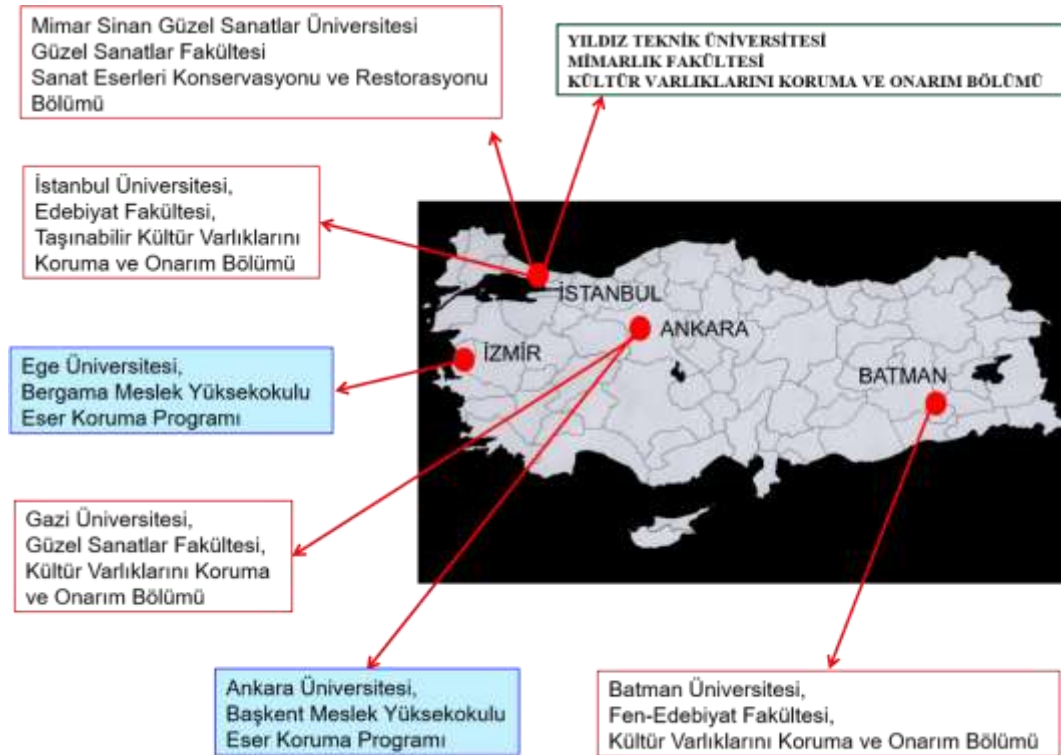 Mimar Sinan Güzel Sanatlar Üniversitesi
Güzel Sanatlar Fakültesi
Sanat Eserleri Konservasyonu ve Restorasyonu
Bölümü
YILDIZ TEKNİK ÜNİVERSİTESİ
MİMARLIK FAKÜLTESİ
KÜLTÜR VARLIKLARINI KORUMA VE ONARIM BÖLÜMÜ
İstanbul Üniversitesi,
Edebiyat Fakültesi,
Taşınabilir Kültür Varlıklarını
Koruma ve Onarım Bölümü
İSTANBUL
ANKARA
İZMİR
BATMAN
Ege Üniversitesi,
Bergama Meslek Yüksekokulu
Eser Koruma Programı
Gazi Üniversitesi,
Güzel Sanatlar Fakültesi,
Kültür Varlıklarını Koruma
ve Onarım Bölümü
Ankara Üniversitesi,
Başkent Meslek Yüksekokulu
Eser Koruma Programı
Batman Üniversitesi,
Fen-Edebiyat Fakültesi,
Kültür Varlıklarını Koruma ve Onarım Bölümü